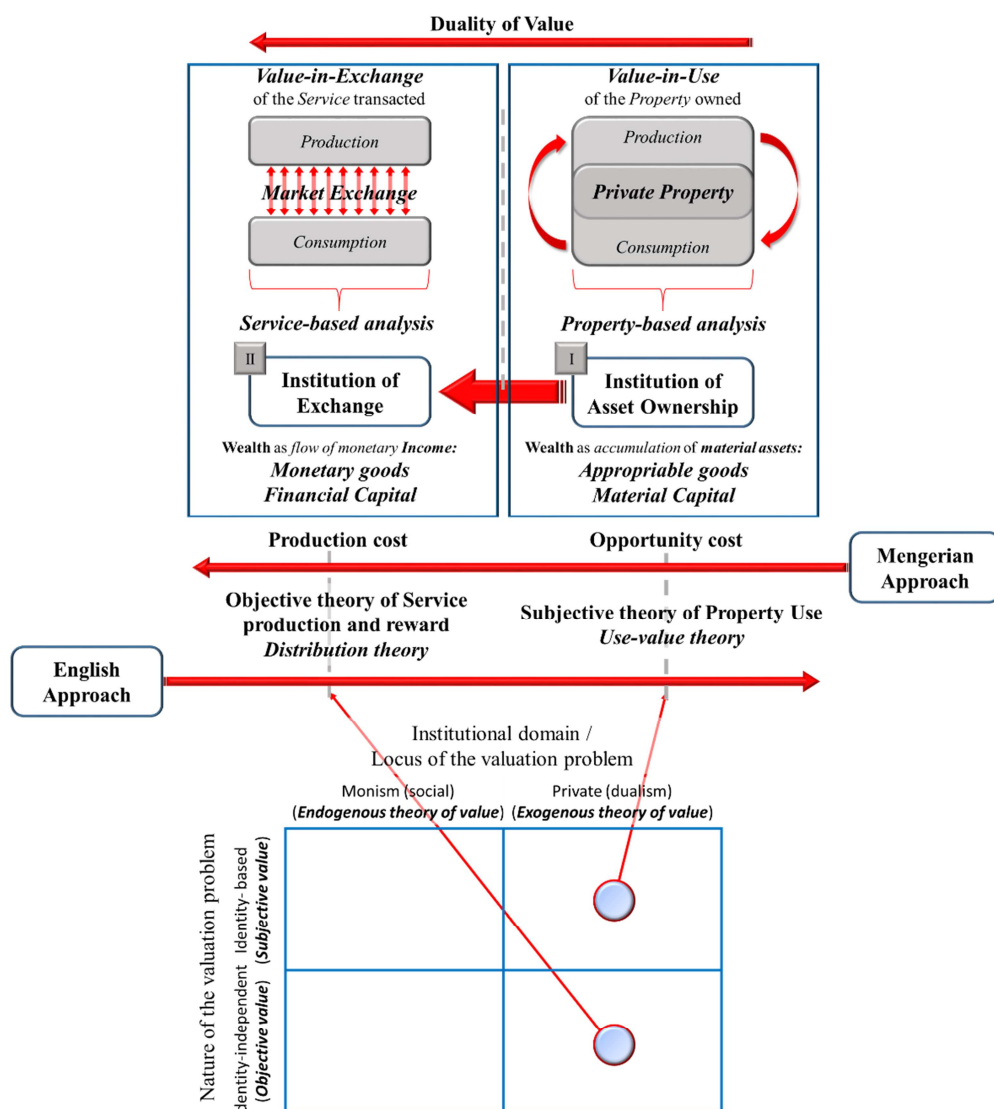 Duality of Value
Value-in-Exchange
of the Service transacted
Production
Market Exchange
Consumption
Service-based analysis
II
Institution of
Exchange
Wealth as flow of monetary Income:
Monetary goods
Financial Capital
Value-in-Use
of the Property owned
Production
Private Property
Consumption
Property-based analysis
I
Institution of
Asset Ownership
Wealth as accumulation of material assets:
Appropriable goods
Material Capital
Production cost
Opportunity cost
Mengerian
Approach
Objective theory of Service
production and reward
Distribution theory
Subjective theory of Property Use
Use-value theory
English
Approach
Institutional domain /
Locus of the valuation problem
Monism (social)
(Endogenous theory of value)
Private (dualism)
(Exogenous theory of value)
Nature of the valuation problem
Identity- based
(Subjective value)
dentity-independent
(Objective value)